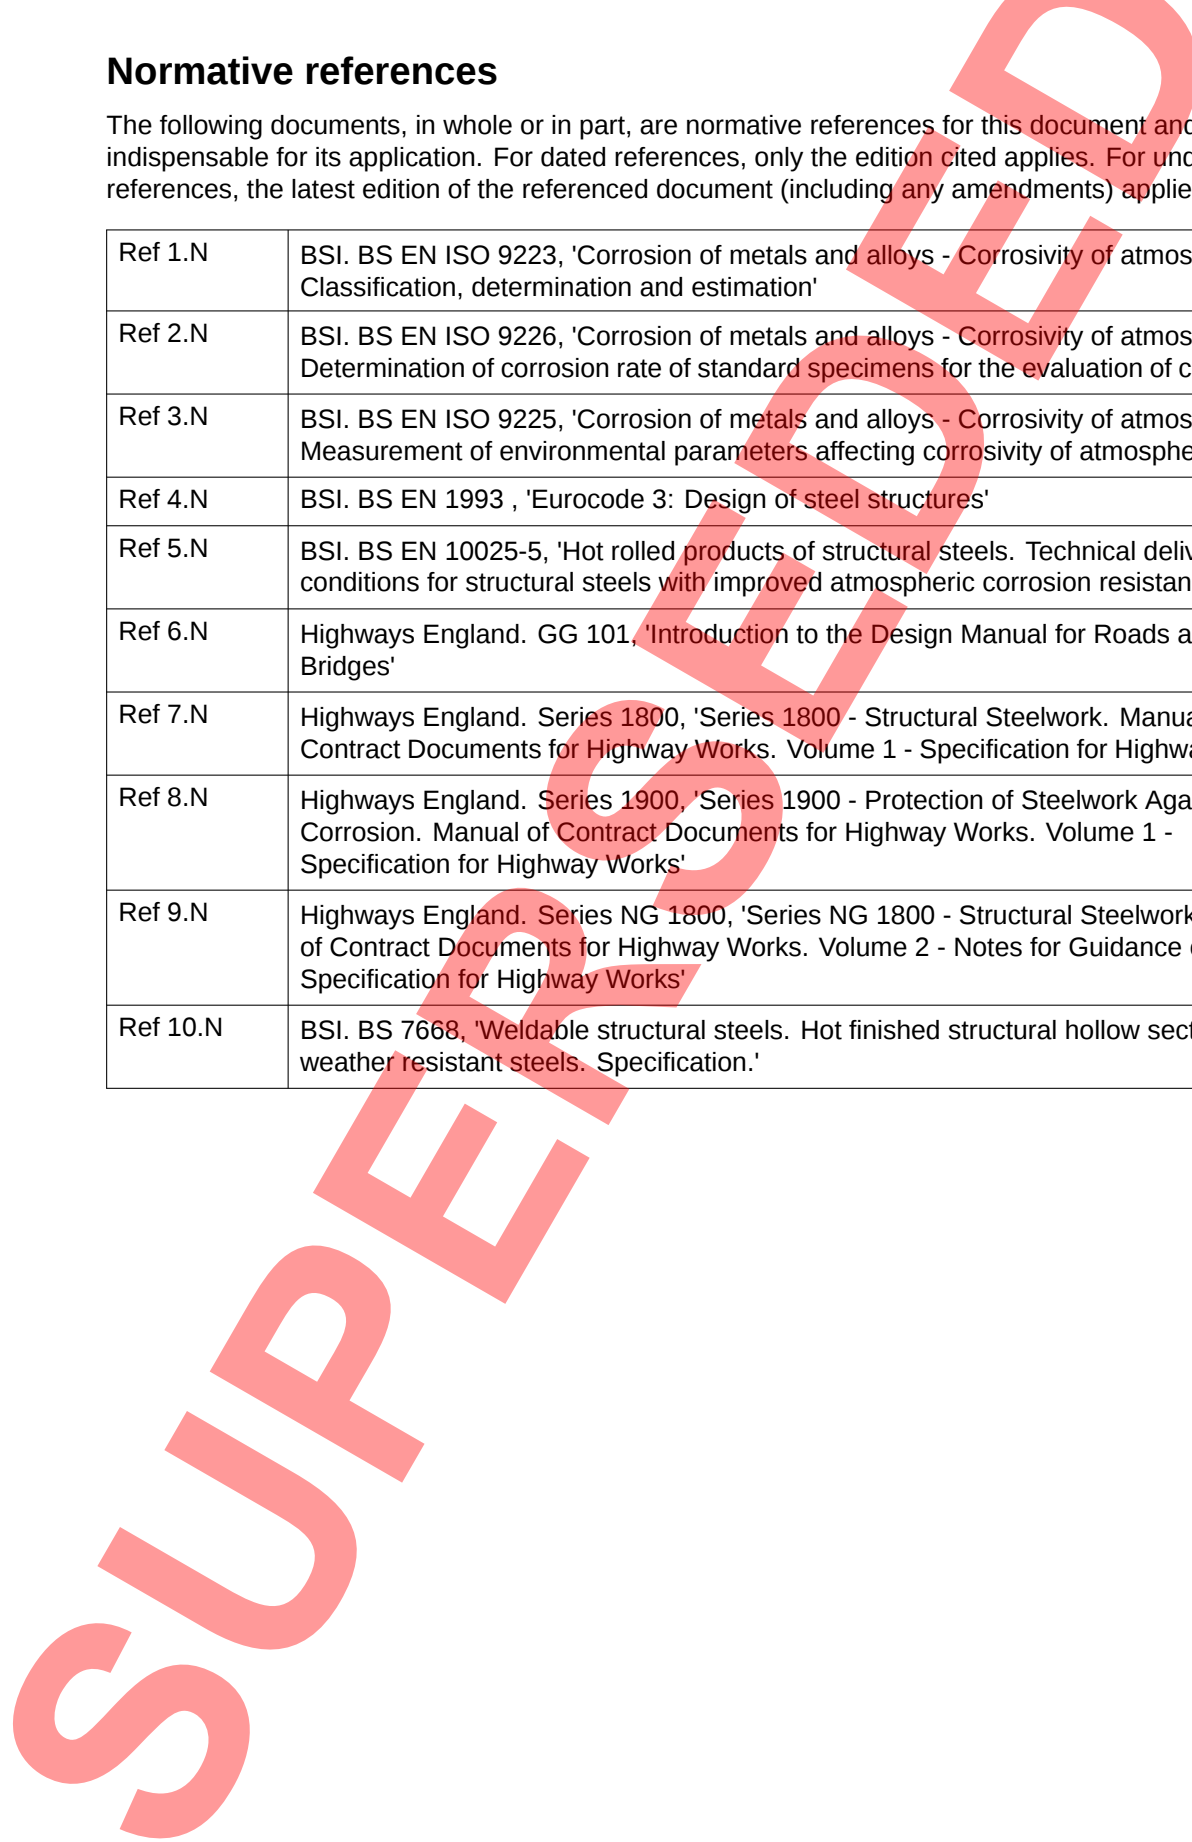 Normative references
The following documents, in whole or in part, are normative references for this document and
indispensable for its application. For dated references, only the edition cited applies. For
references, the latest edition of the referenced document (including any amendments)
Ref 1.N
BSI. BS EN ISO 9223, 'Corrosion of metals and alloys - Corrosivity of
Classification, determination and estimation'
Ref 2.N
BSI. BS EN ISO 9226, 'Corrosion of metals and alloys - Corrosivity of
Determination of corrosion rate of standard specimens for the evaluation of
Ref 3.N
BSI. BS EN ISO 9225, 'Corrosion of metals and alloys - Corrosivity of
Measurement of environmental parameters affecting corrosivity of
Ref 4.N
BSI. BS EN 1993 , 'Eurocode 3: Design of steel structures'
Ref 5.N
BSI. BS EN 10025-5, 'Hot rolled products of structural steels. Technical
conditions for structural steels with improved atmospheric corrosion
Ref 6.N
Highways England. GG 101, 'Introduction to the Design Manual for Roads
Bridges'
Ref 7.N
Highways England. Series 1800, 'Series 1800 - Structural Steelwork.
Contract Documents for Highway Works. Volume 1 - Specification for
Ref 8.N
Highways England. Series 1900, 'Series 1900 - Protection of Steelwork
Corrosion. Manual of Contract Documents for Highway Works. Volume 1 -
Specification for Highway Works'
Ref 9.N
Highways England. Series NG 1800, 'Series NG 1800 - Structural Steelwork
of Contract Documents for Highway Works. Volume 2 - Notes for Guidance
Specification for Highway Works'
Ref 10.N
BSI. BS 7668, 'Weldable structural steels. Hot finished structural hollow
weather resistant steels. Specification.'
SUPERSEDED